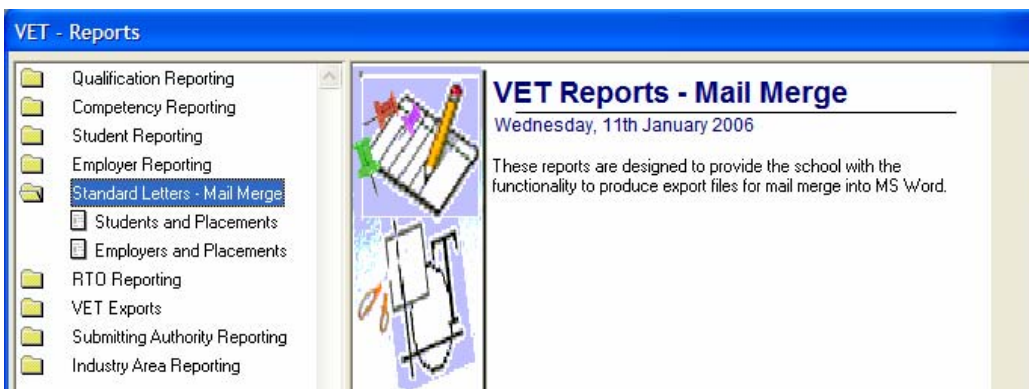 VET - Reports
Qualification Reporting
Competency Reporting
Student Reporting
Employer Reporting
Standard Letters - Mail Merge
Students and Placements
Employers and Placements
RTO Reporting
VET Exports
Submitting Authority Reporting
Industry Area Reporting
VET Reports - Mail Merge
Wednesday, 11th January 2006
These reports are designed to provide the school with the
functionality to produce export files for mail merge into MS Word.